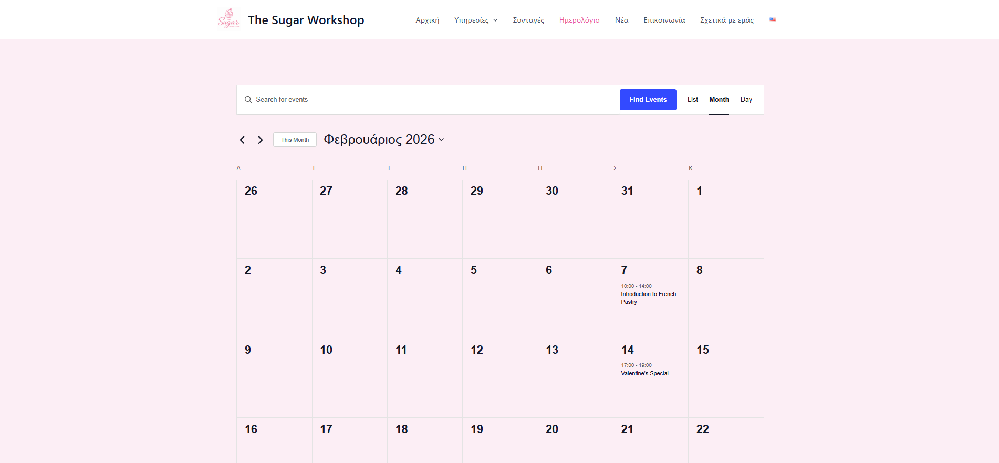 Sugar
The Sugar Workshop
Αρχική
Υπηρεσίες
Συνταγές
Ημερολόγιο
Νέα
Επικοινωνία
Σχετικά με εμάς
Search for events
Find Events
List
Month
Day
This Month
Φεβρουάριος 2026
Δ Τ Τ Π Π Σ Κ
26 27 28 29 30 31 1
2 3 4 5 6 7 8
10:00 - 14:00
Introduction to French
Pastry
9 10 11 12 13 14 15
17:00 - 19:00
Valentine’s Special
16 17 18 19 20 21 22